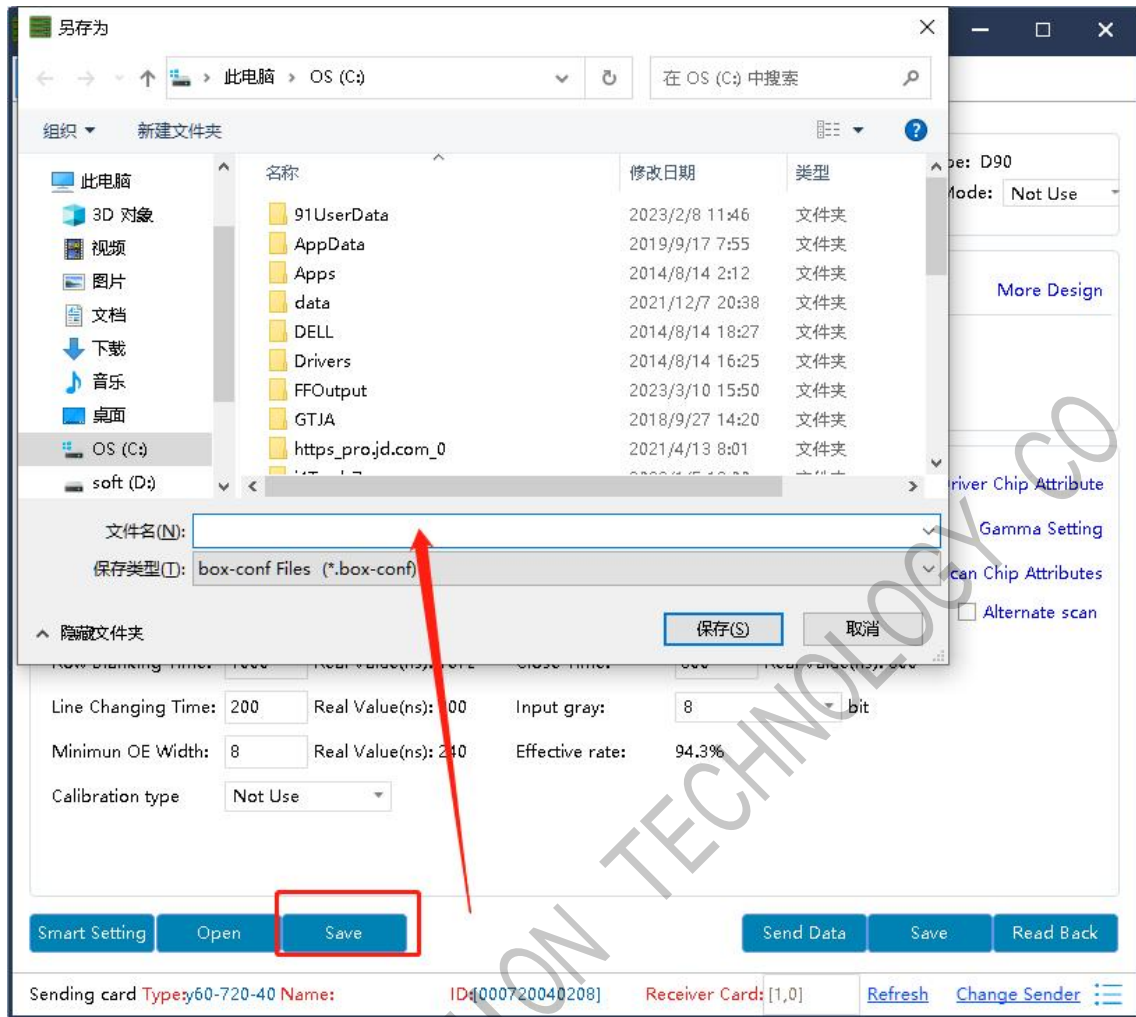 另存为
此电脑 › OS (C:)
在 OS (C:) 中搜索
组织 新建文件夹
此电脑
3D 对象
视频
图片
文档
下载
音乐
桌面
OS (C:)
soft (D:)
名称 修改日期 类型
91UserData 2023/2/8 11:46 文件夹
AppData 2019/9/17 7:55 文件夹
Apps 2014/8/14 2:12 文件夹
data 2021/12/7 20:38 文件夹
DELL 2014/8/14 18:27 文件夹
Drivers 2014/8/14 16:25 文件夹
FFOutput 2023/3/10 15:50 文件夹
GTJA 2018/9/27 14:20 文件夹
https_pro.jd.com_0 2021/4/13 8:01 文件夹
文件名(N):
保存类型(T): box-conf Files (*.box-conf)
隐藏文件夹 保存(S) 取消
D90
Mode: Not Use
More Design
Driver Chip Attribute
Gamma Setting
Scan Chip Attributes
Alternate scan
Line Changing Time: 200 Real Value(ns): 200 Input gray: 8 bit
Minimun OE Width: 8 Real Value(ns): 240 Effective rate: 94.3%
Calibration type Not Use
Smart Setting Open Save Send Data Save Read Back
Sending card Type:y60-720-40 Name: ID:[000720040208] Receiver Card: [1,0] Refresh Change Sender
TECHNOLOGY CO